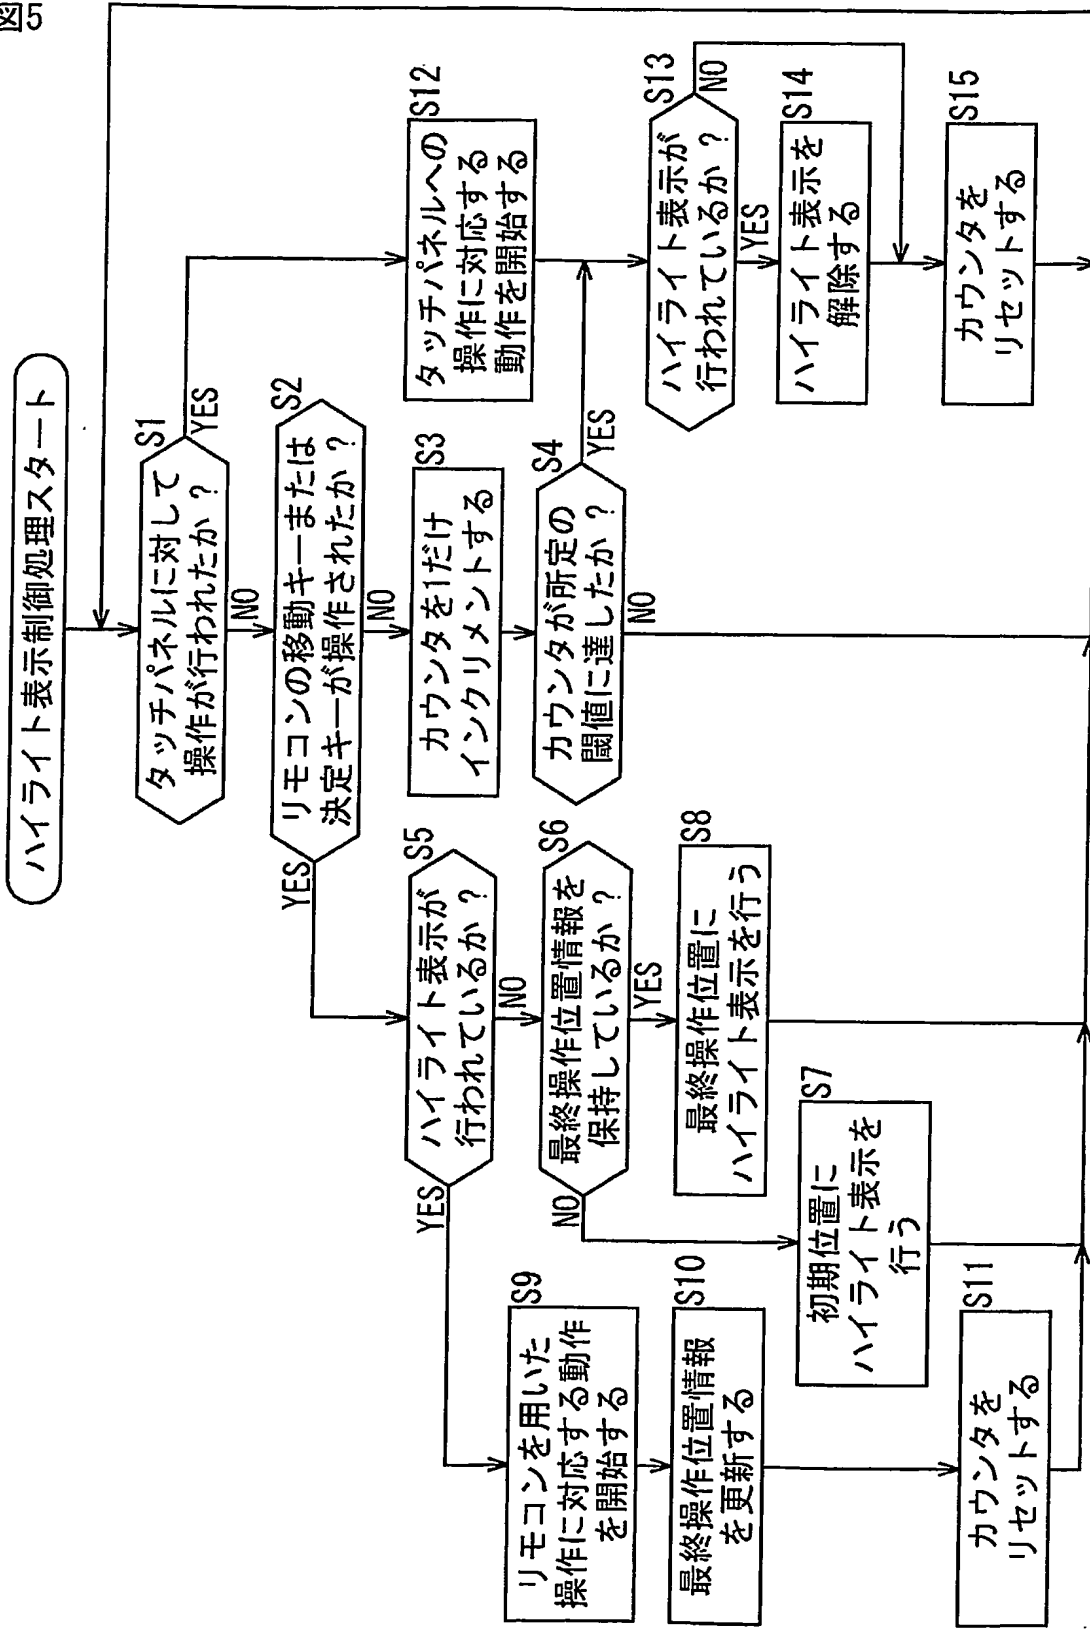 図5
ハイライト表示制御処理スタート
S1
タッチパネルに対して
操作が行われたか？
YES
NO
S2
リモコンの移動キーまたは
決定キーが操作されたか？
YES
NO
S3
カウンタを1だけ
インクリメントする
S4
カウンタが所定の
閾値に達したか？
YES
NO
S5
ハイライト表示が
行われているか？
YES
NO
S6
最終操作位置情報を
保持しているか？
NO
YES
S7
初期位置に
ハイライト表示を
行う
S8
最終操作位置に
ハイライト表示を行う
S9
リモコンを用いた
操作に対応する動作
を開始する
S10
最終操作位置情報
を更新する
S11
カウンタを
リセットする
S12
タッチパネルへの
操作に対応する
動作を開始する
S13
ハイライト表示が
行われているか？
NO
YES
S14
ハイライト表示を
解除する
S15
カウンタを
リセットする